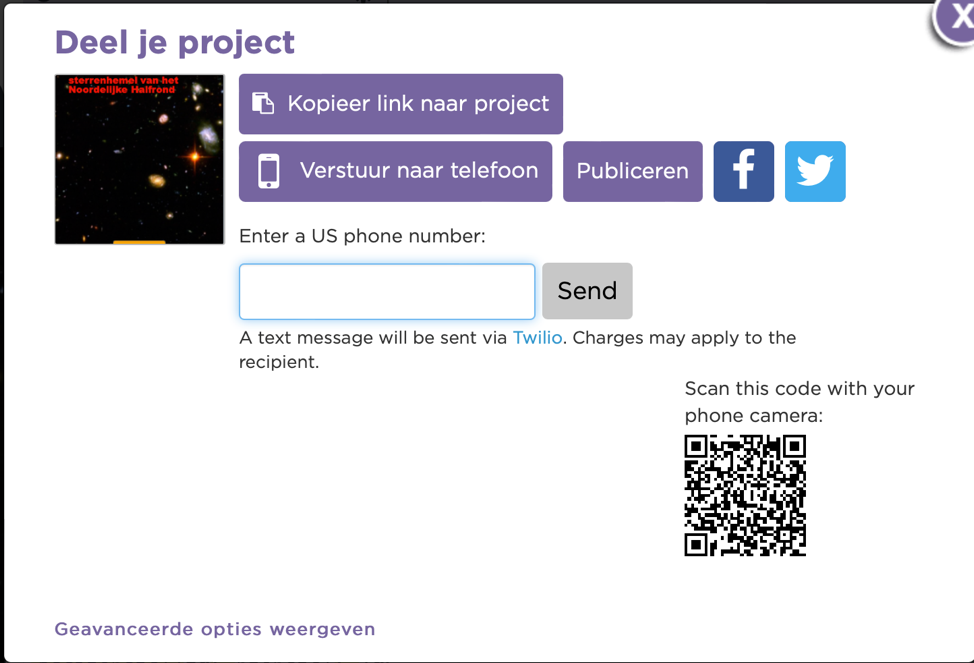 Deel je project
sterrenhemel van het
Noordelijke Halfrond
Kopieer link naar project
Verstuur naar telefoon
Publiceren
Enter a US phone number:
Send
A text message will be sent via Twilio. Charges may apply to the
recipient.
Scan this code with your
phone camera:
Geavanceerde opties weergeven
X